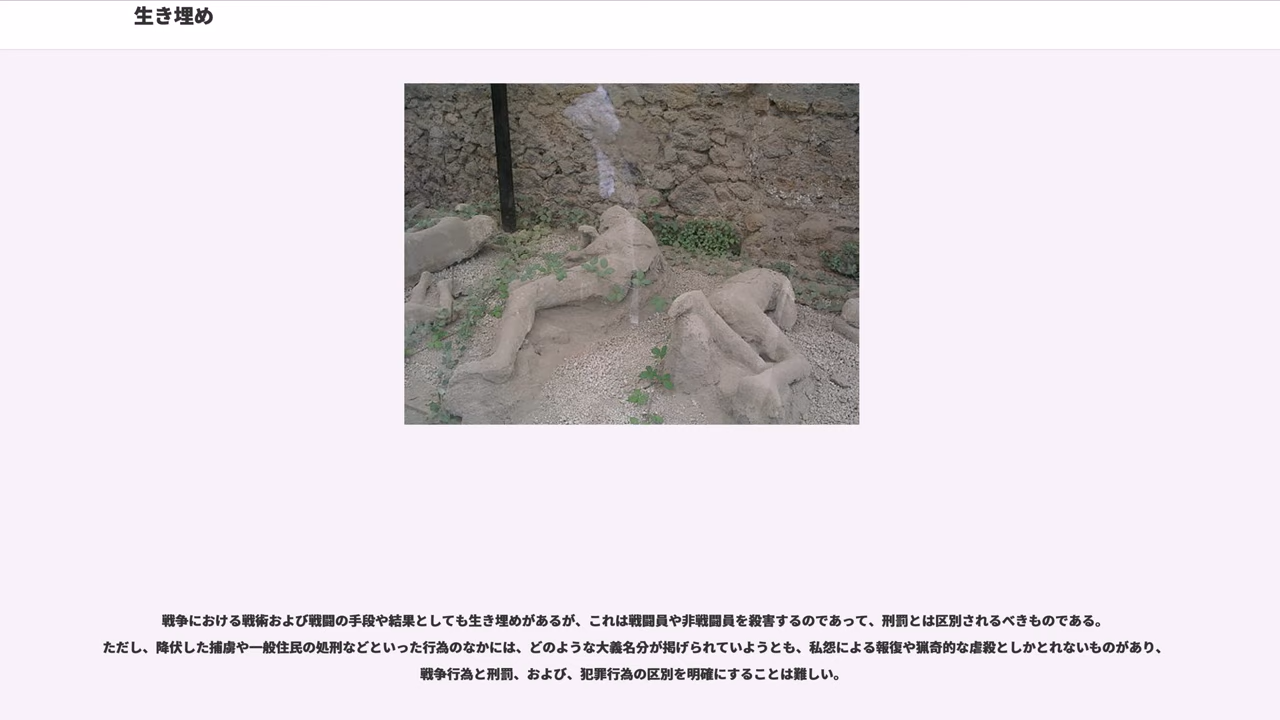 生き埋め
戦争における戦術および戦闘の手段や結果としても生き埋めがあるが、これは戦闘員や非戦闘員を殺害するのであって、刑罰とは区別されるべきものである。
ただし、降伏した捕虜や一般住民の処刑などといった行為のなかには、どのような大義名分が掲げられていようとも、私怨による報復や猟奇的な虐殺としかとれないものがあり、
戦争行為と刑罰、および、犯罪行為の区別を明確にすることは難しい。